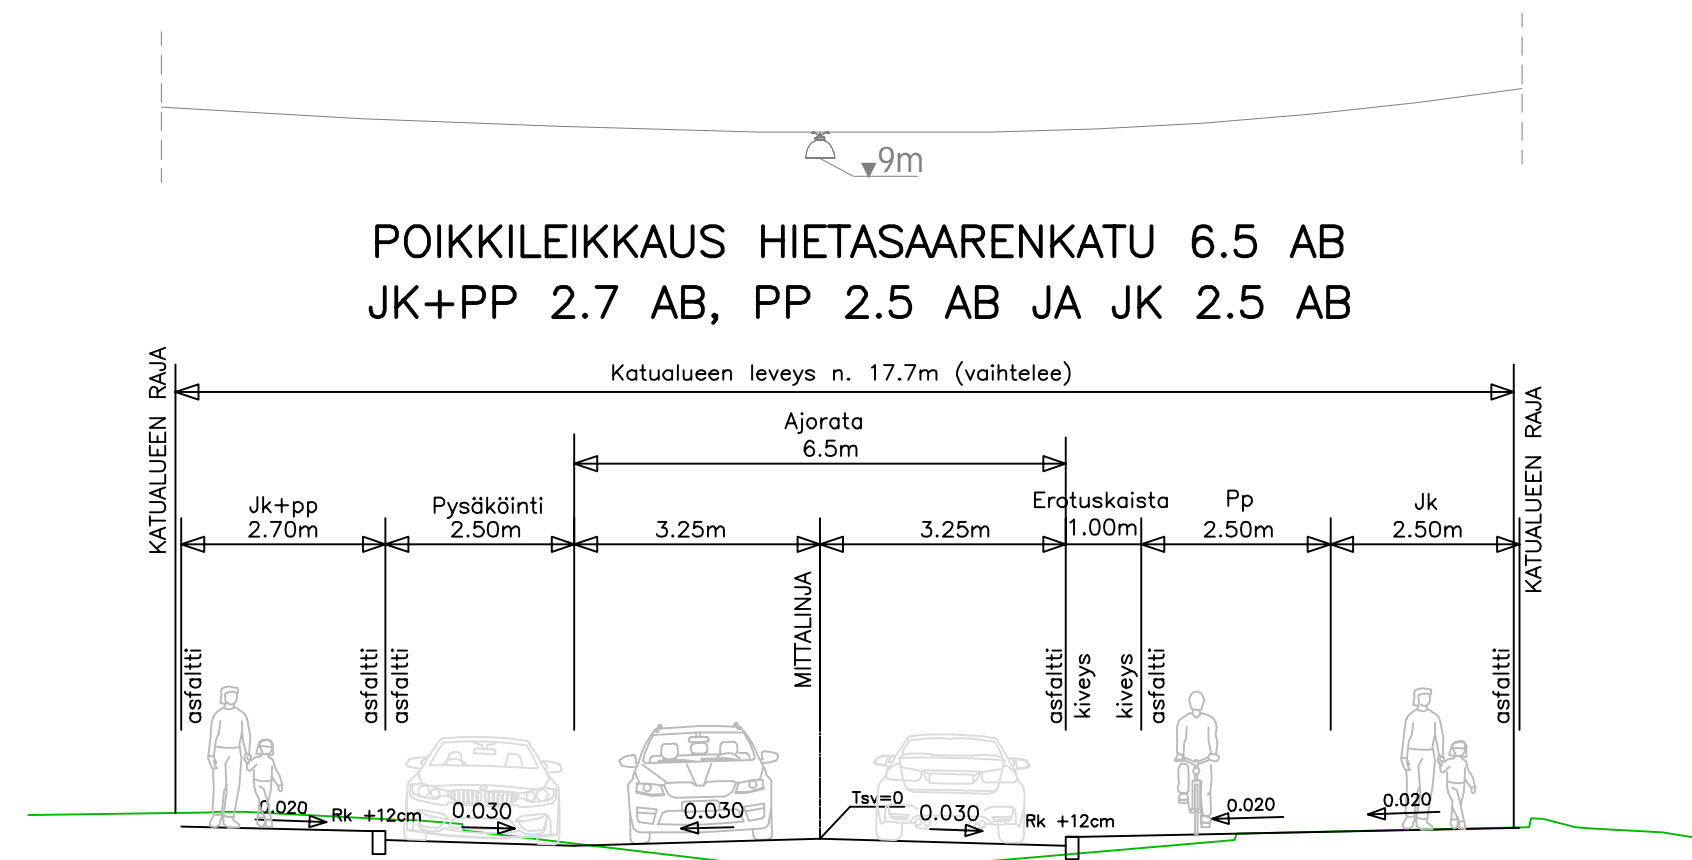 9m
POIKKILEIKKAUS HIETASAARENKATU 6.5 AB
JK+PP 2.7 AB, PP 2.5 AB JA JK 2.5 AB
KATUALUEEN RAJA
Katualueen leveys n. 17.7m (vaihtelee)
KATUALUEEN RAJA
Ajorata
6.5m
Jk+pp
2.70m
Pysäköinti
2.50m
3.25m
3.25m
Erotuskaista
1.00m
Pp
2.50m
Jk
2.50m
MITTALINJA
asfaltti
asfaltti
asfaltti
asfaltti
kiveys
kiveys
asfaltti
asfaltti
0.020
Rk +12cm
0.030
0.030
Tsv=0
0.030
Rk +12cm
0.020
0.020